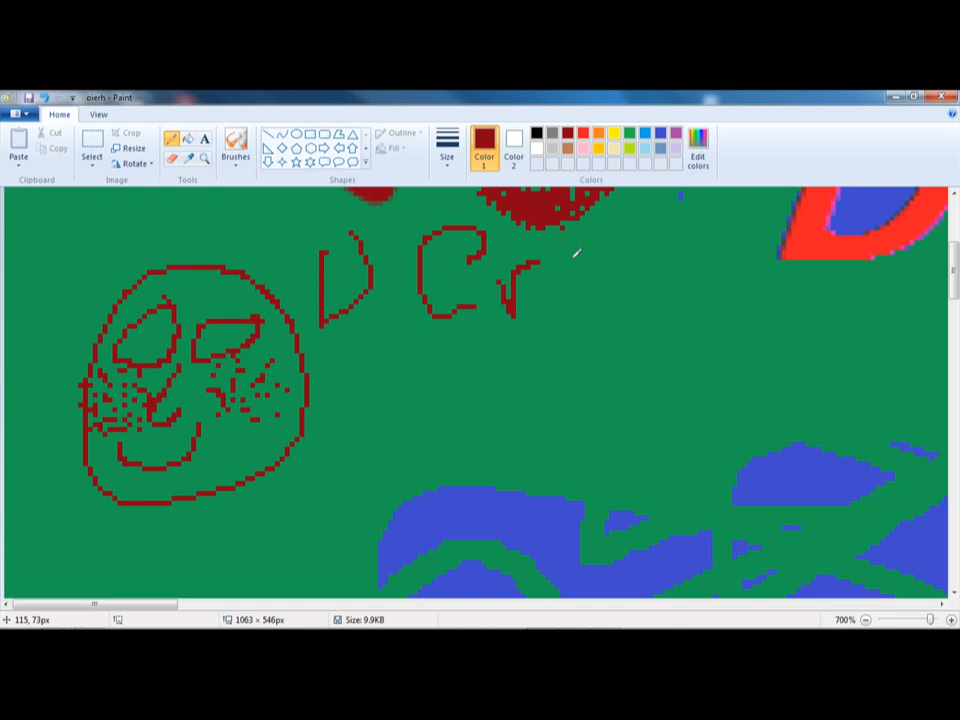 oierh - Paint
Home View
Paste Cut Copy Select Crop Resize Rotate A Brushes Outline Fill Size Color 1 Color 2 Edit colors
Clipboard Image Tools Shapes Colors
D G r
115, 73px 1063 × 546px Size: 9.9KB 700%